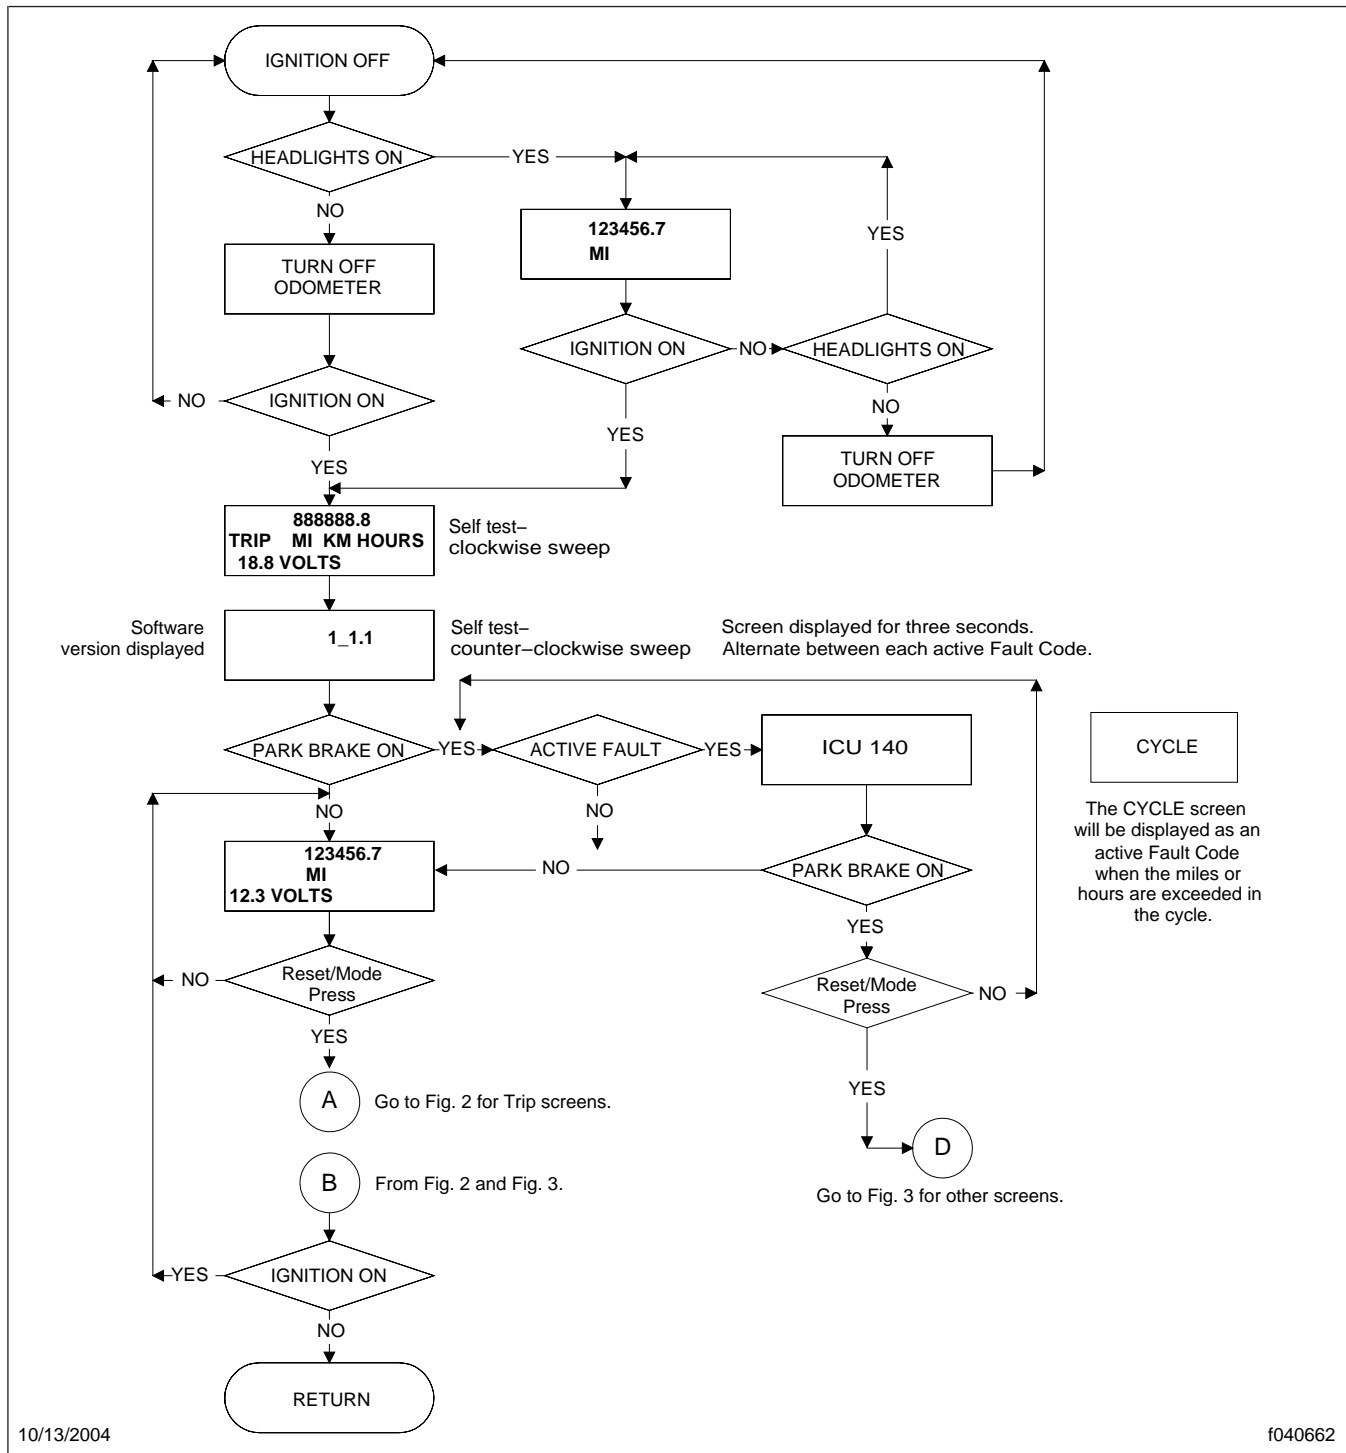 IGNITION OFF
HEADLIGHTS ON
YES
NO
123456.7
MI
YES
TURN OFF
ODOMETER
IGNITION ON
NO
HEADLIGHTS ON
NO
IGNITION ON
NO
YES
TURN OFF
ODOMETER
YES
888888.8
TRIP MI KM HOURS
18.8 VOLTS
Self test–
clockwise sweep
Software
version displayed
1_1.1
Self test–
counter–clockwise sweep
Screen displayed for three seconds.
Alternate between each active Fault Code.
PARK BRAKE ON
YES
ACTIVE FAULT
YES
ICU 140
CYCLE
The CYCLE screen
will be displayed as an
active Fault Code
when the miles or
hours are exceeded in
the cycle.
NO
NO
123456.7
MI
12.3 VOLTS
NO
PARK BRAKE ON
YES
Reset/Mode
Press
NO
YES
Reset/Mode
Press
NO
YES
A
Go to Fig. 2 for Trip screens.
D
Go to Fig. 3 for other screens.
B
From Fig. 2 and Fig. 3.
IGNITION ON
YES
NO
RETURN
10/13/2004
f040662